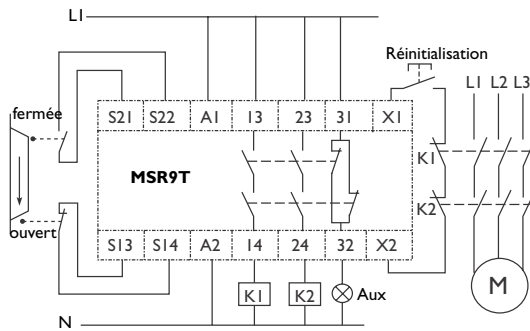 L1
Réinitialisation
L1 L2 L3
fermée
S21 S22 A1 13 23 31 X1
MSR9T
K1
K2
ouvert
S13 S14 A2 14 24 32 X2
K1 K2 Aux
M
N